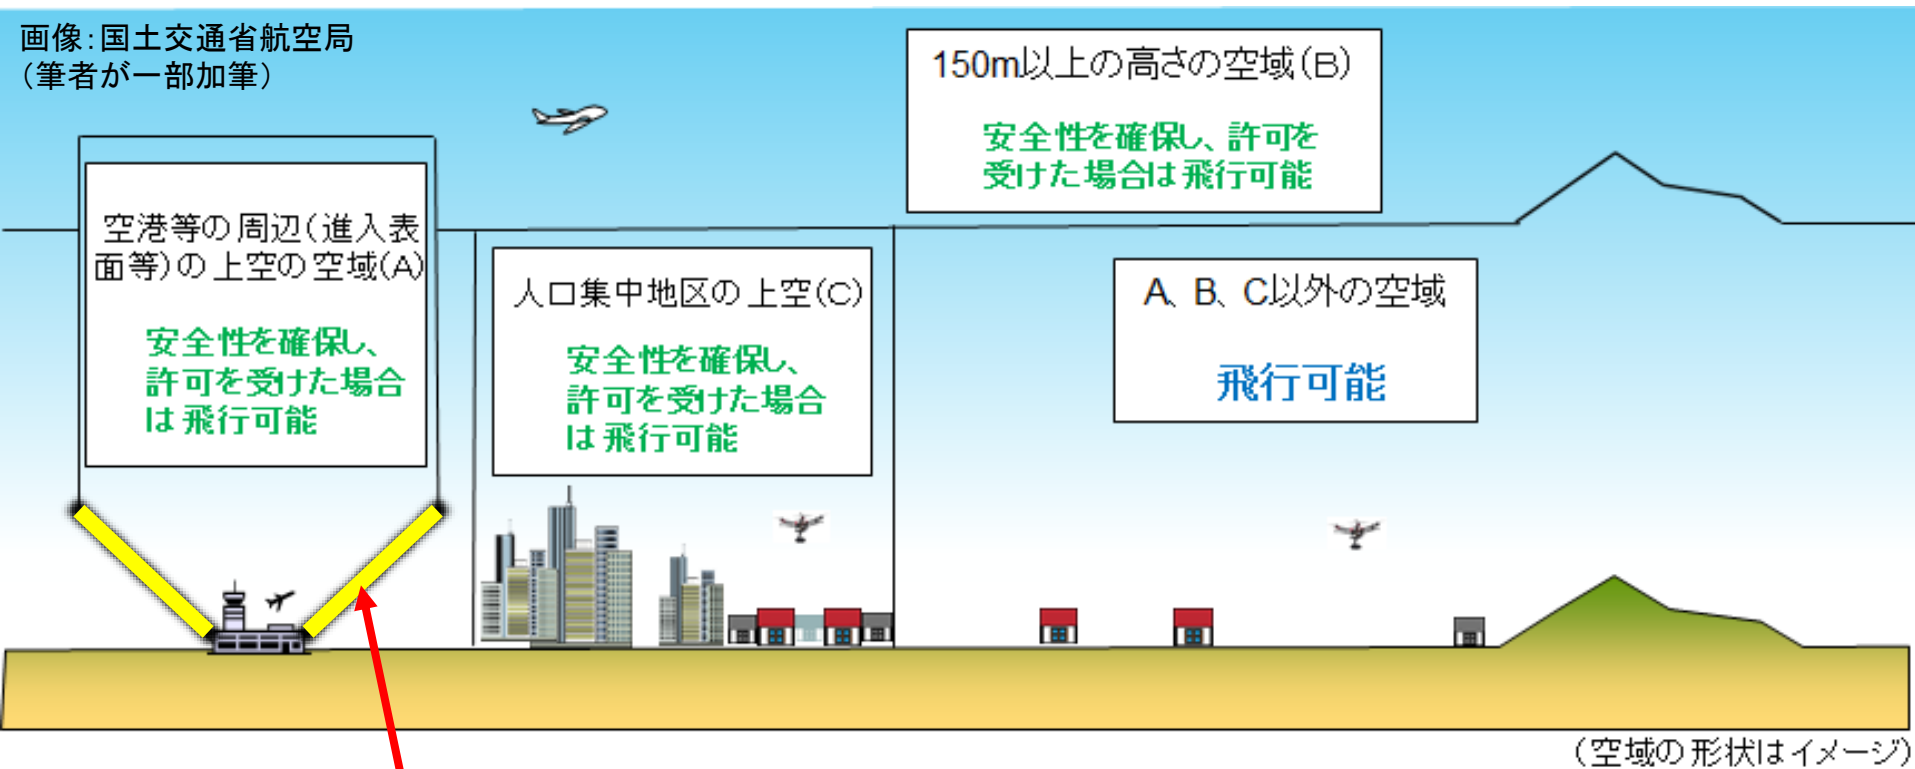 画像:国土交通省航空局
(筆者が一部加筆)
150m以上の高さの空域(B)
安全性を確保し、許可を
受けた場合は飛行可能
空港等の周辺(進入表
面等)の上空の空域(A)
安全性を確保し、
許可を受けた場合
は飛行可能
人口集中地区の上空(C)
安全性を確保し、
許可を受けた場合
は飛行可能
A、B、C以外の空域
飛行可能
(空域の形状はイメージ)